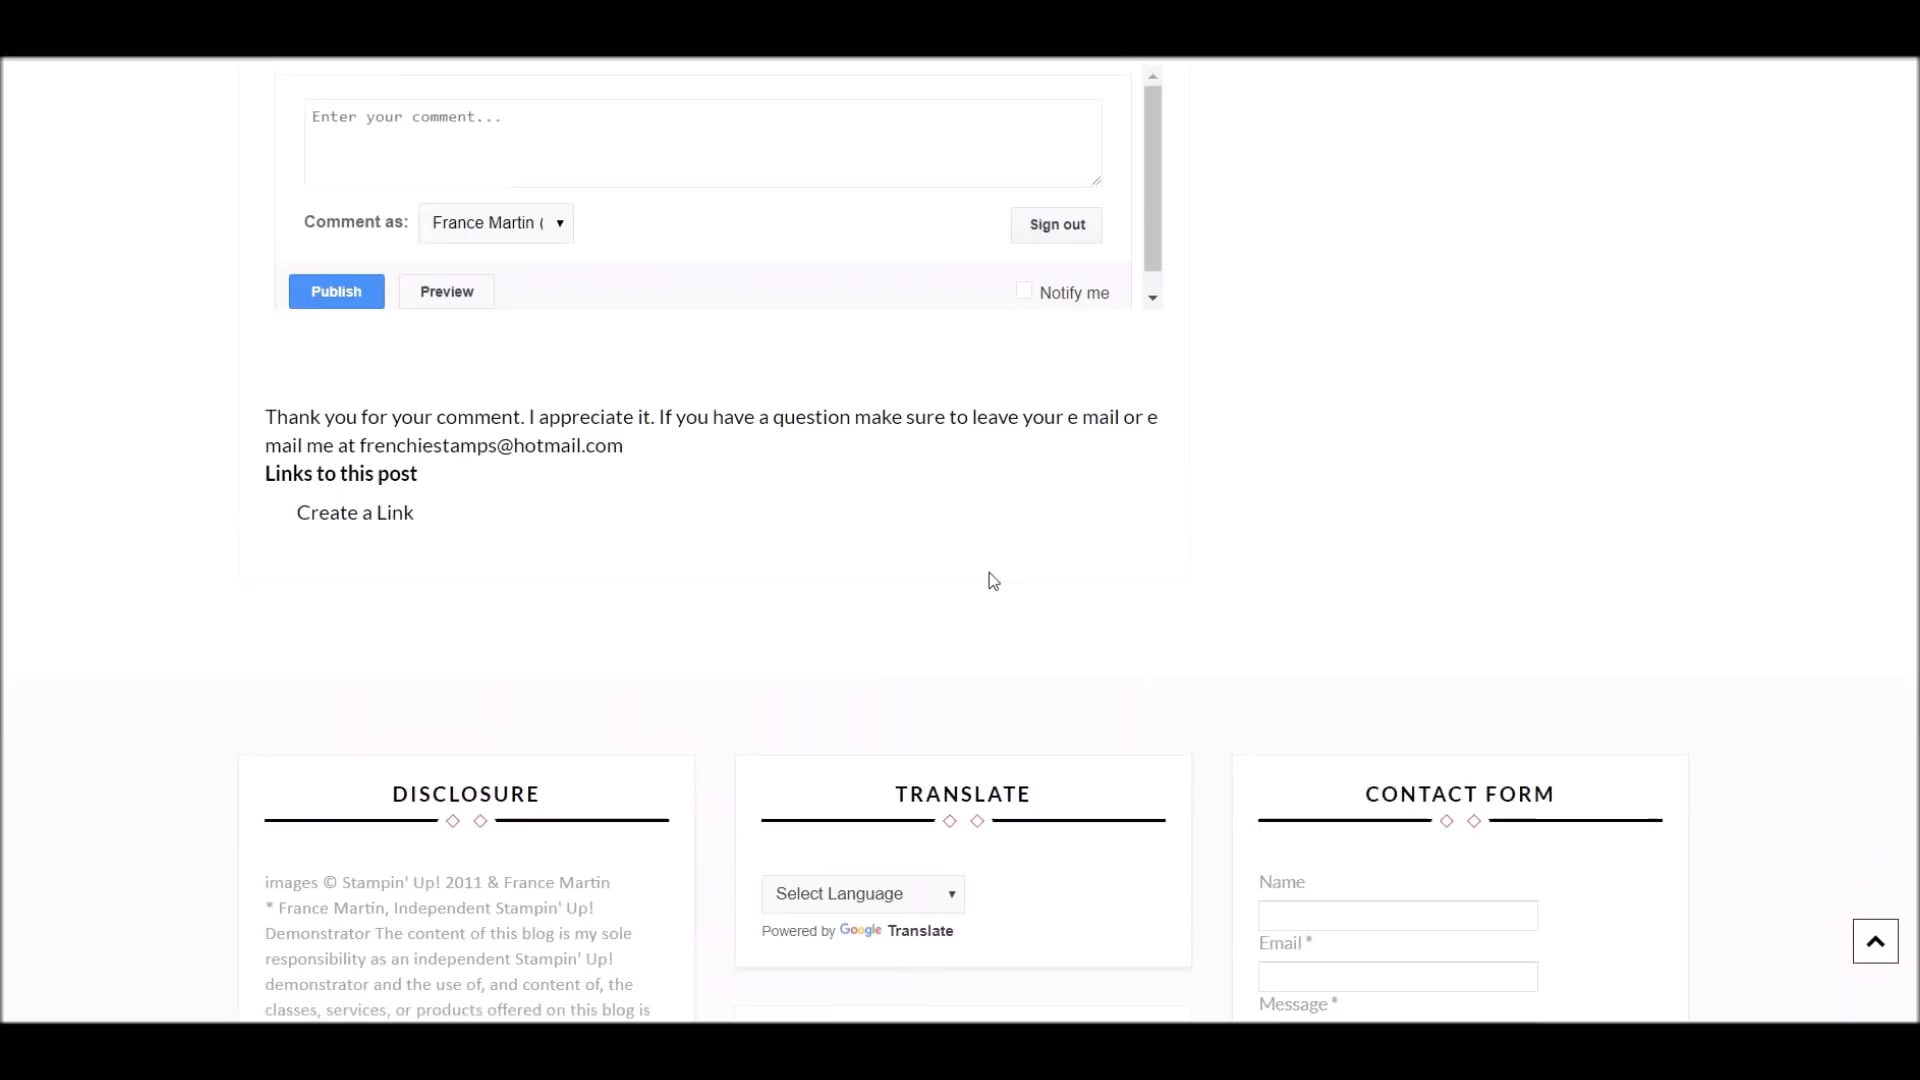 Enter your comment...
Comment as: France Martin (
Sign out
Publish Preview Notify me
Thank you for your comment. I appreciate it. If you have a question make sure to leave your e mail or e
mail me at frenchiestamps@hotmail.com
Links to this post
Create a Link
DISCLOSURE
images © Stampin' Up! 2011 & France Martin
* France Martin, Independent Stampin' Up!
Demonstrator The content of this blog is my sole
responsibility as an independent Stampin' Up!
demonstrator and the use of, and content of, the
classes, services, or products offered on this blog is
TRANSLATE
Select Language
Powered by Google Translate
CONTACT FORM
Name
Email *
Message *